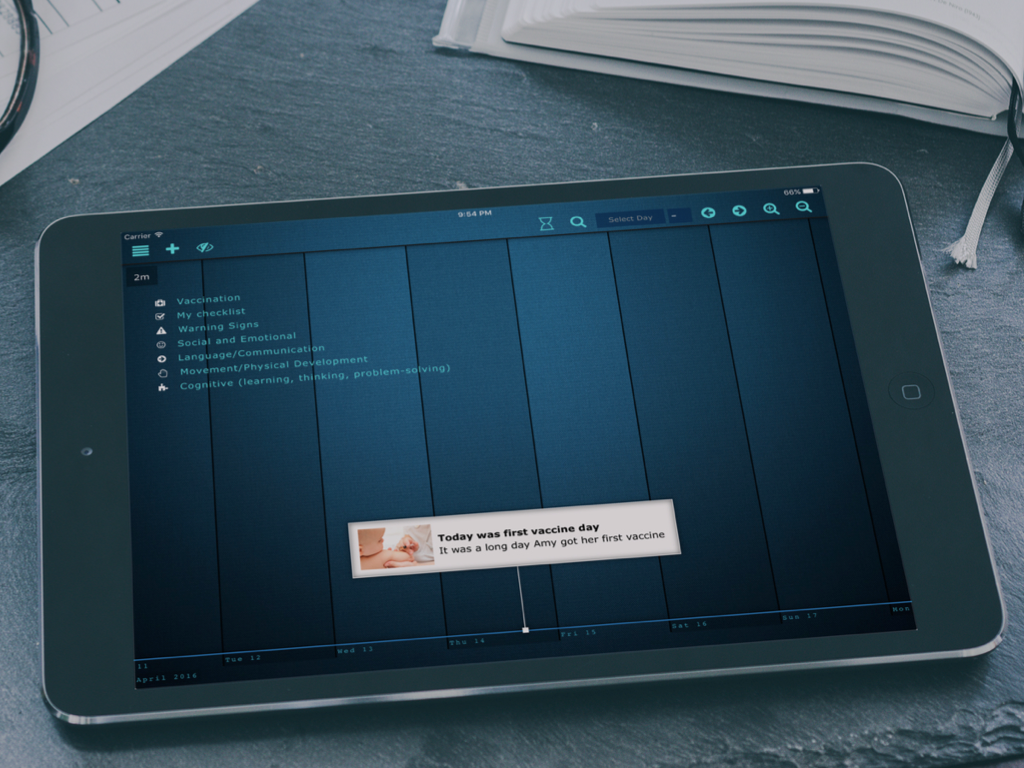 Carrier
9:54 PM
66%
Select Day
2m
Vaccination
My checklist
Warning Signs
Social and Emotional
Language/Communication
Movement/Physical Development
Cognitive (learning, thinking, problem-solving)
Today was first vaccine day
It was a long day Amy got her first vaccine
11 Tue 12 Wed 13 Thu 14 Fri 15 Sat 16 Sun 17 Mon
April 2016